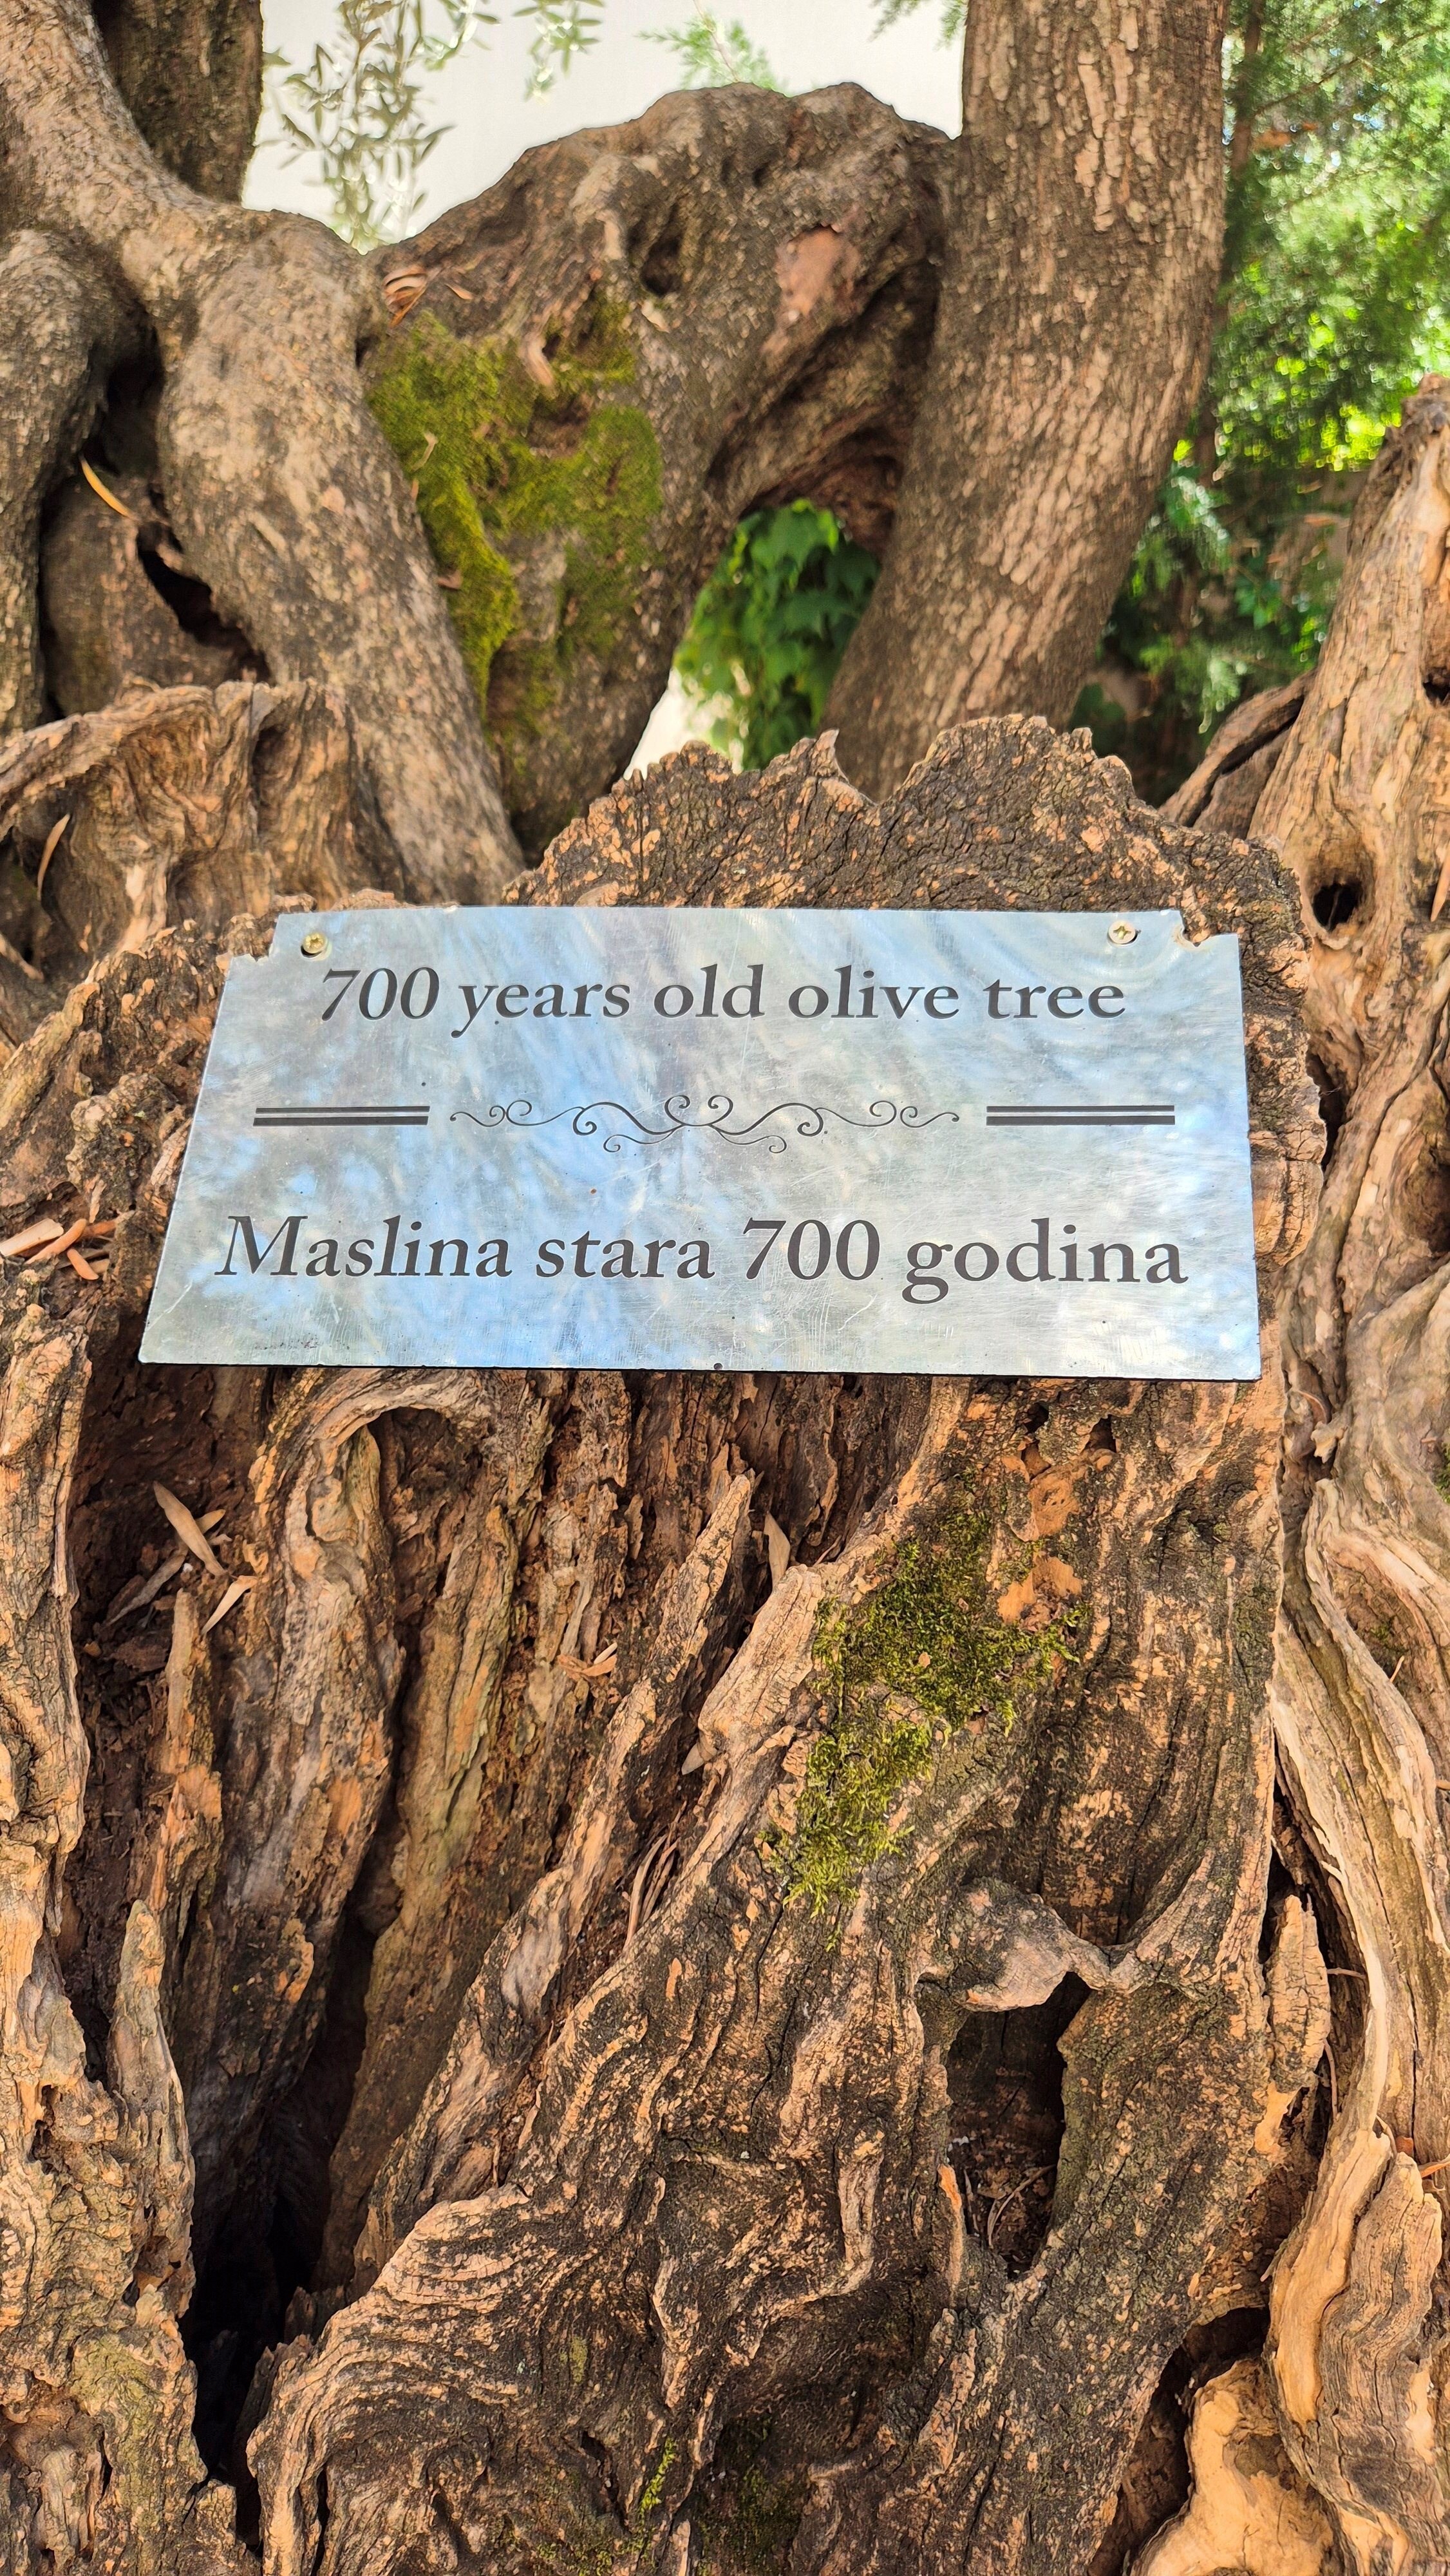 700 years old olive tree
Maslina stara 700 godina